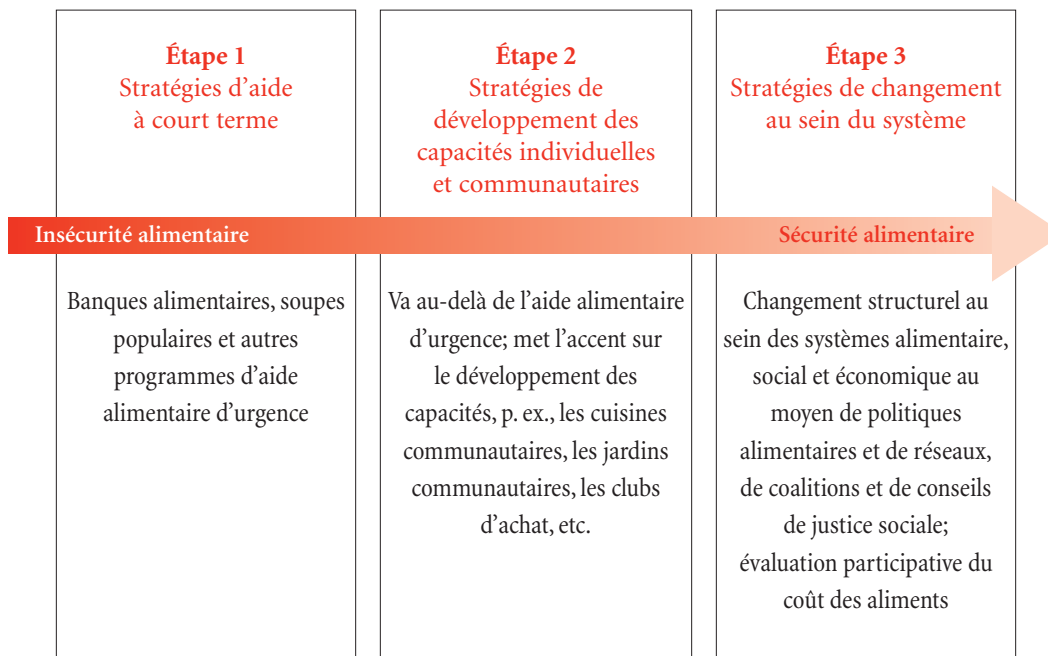 Étape 1
Stratégies d’aide
à court terme
Étape 2
Stratégies de
développement des
capacités individuelles
et communautaires
Étape 3
Stratégies de changement
au sein du système
Insécurité alimentaire
Sécurité alimentaire
Banques alimentaires, soupes
populaires et autres
programmes d’aide
alimentaire d’urgence
Va au-delà de l’aide alimentaire
d’urgence; met l’accent sur
le développement des
capacités, p. ex., les cuisines
communautaires, les jardins
communautaires, les clubs
d’achat, etc.
Changement structurel au
sein des systèmes alimentaire,
social et économique au
moyen de politiques
alimentaires et de réseaux,
de coalitions et de conseils
de justice sociale;
évaluation participative du
coût des aliments